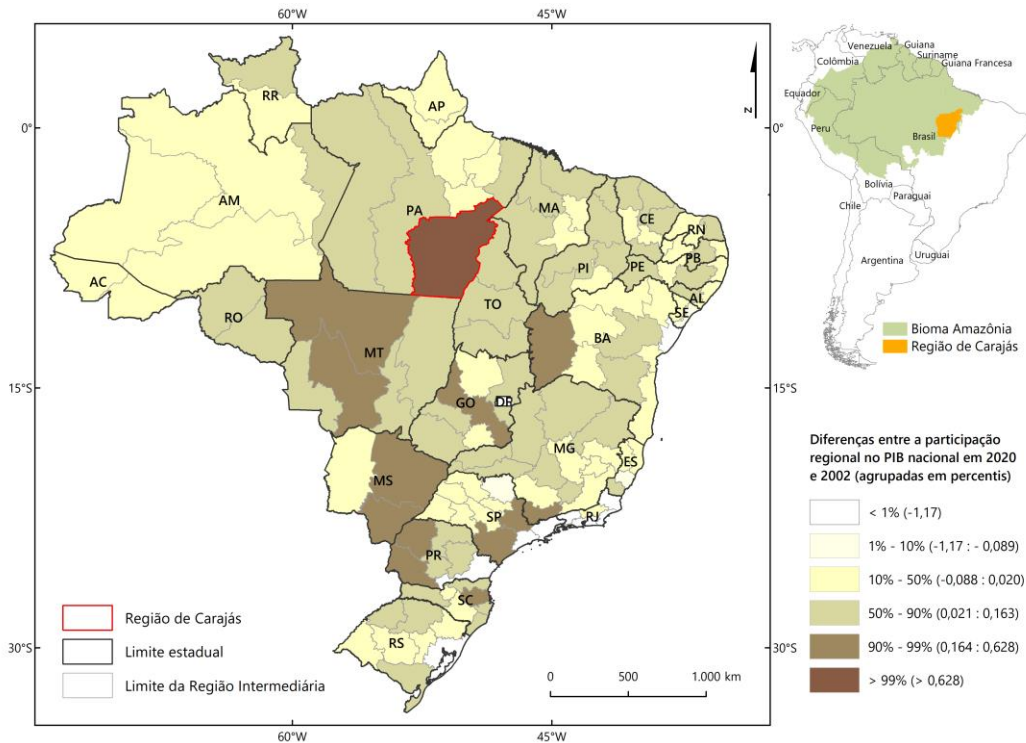 60°W
45°W
0°
15°S
30°S
60°W
45°W
0°
15°S
30°S
N
RR
AP
AM
PA
MA
CE
RN
PB
PE
PI
AL
SE
AC
RO
TO
BA
MT
GO
DF
MG
ES
MS
SP
RJ
PR
SC
RS
Região de Carajás
Limite estadual
Limite da Região Intermediária
0 500 1.000 km
Venezuela
Guiana
Suriname
Guiana Francesa
Colômbia
Equador
Peru
Brasil
Bolívia
Paraguai
Chile
Argentina
Uruguai
Bioma Amazônia
Região de Carajás
Diferenças entre a participação
regional no PIB nacional em 2020
e 2002 (agrupadas em percentis)
< 1% (-1,17)
1% - 10% (-1,17 : - 0,089)
10% - 50% (-0,088 : 0,020)
50% - 90% (0,021 : 0,163)
90% - 99% (0,164 : 0,628)
> 99% (> 0,628)